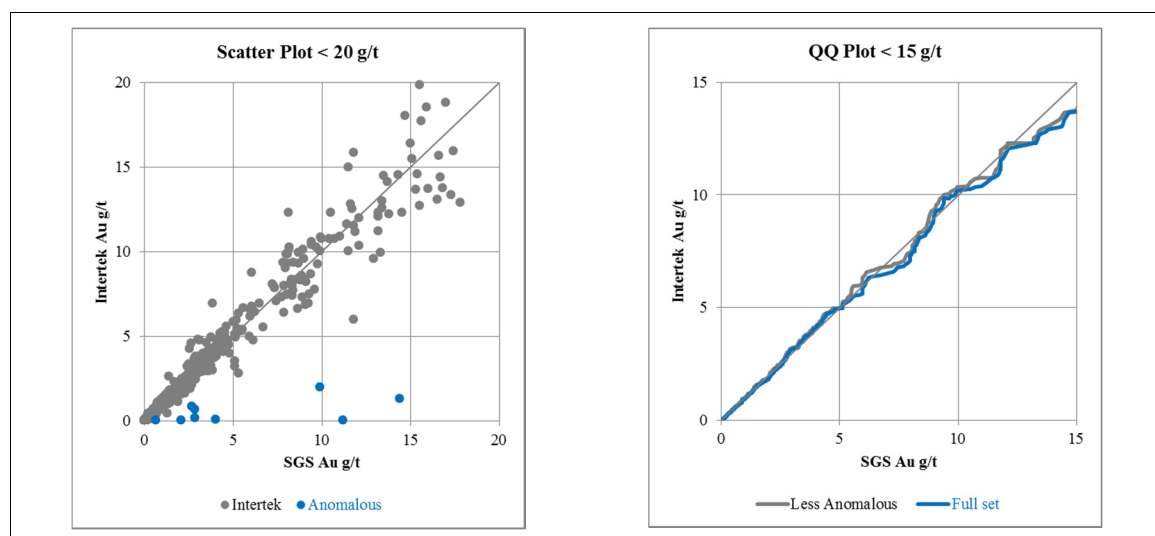 Scatter Plot < 20 g/t
20
15
10
5
0
0
5
10
15
20
Intertek Au g/t
SGS Au g/t
Intertek
Anomalous
QQ Plot < 15 g/t
15
10
5
0
0
5
10
15
Intertek Au g/t
SGS Au g/t
Less Anomalous
Full set